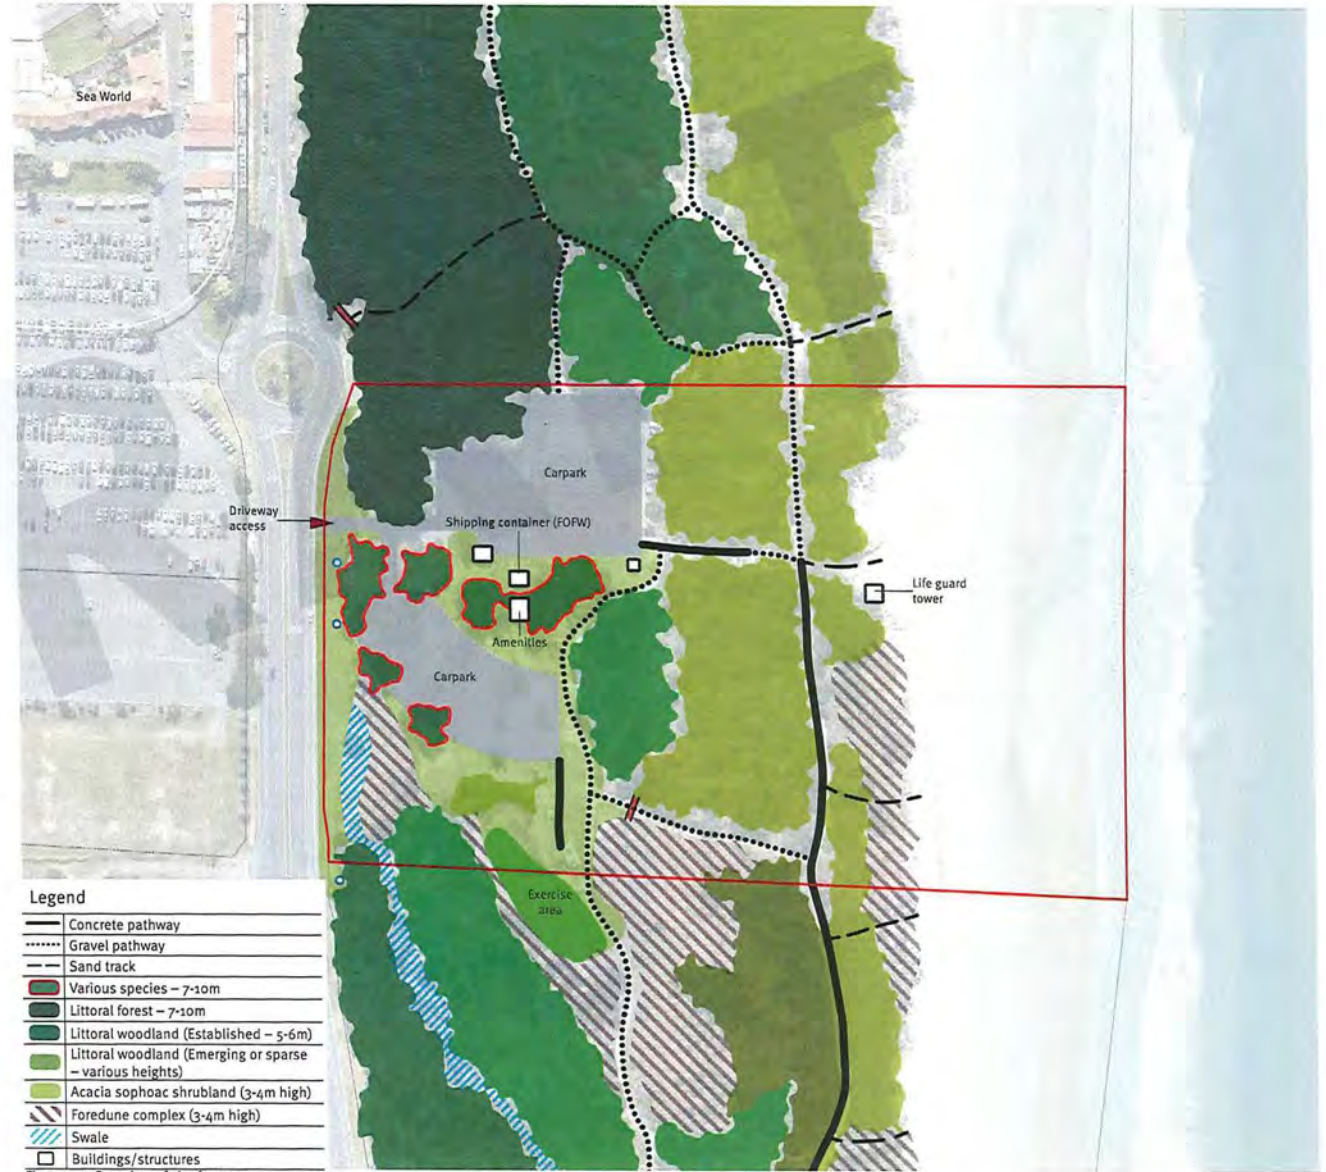 Sea World
Carpark
Driveway
access
Shipping container (FOFW)
Life guard
tower
Amenities
Carpark
Exercise
area
Legend
Concrete pathway
Gravel pathway
Sand track
Various species – 7-10m
Littoral forest – 7-10m
Littoral woodland (Established – 5-6m)
Littoral woodland (Emerging or sparse
– various heights)
Acacia sophoac shrubland (3-4m high)
Foredune complex (3-4m high)
Swale
Buildings/structures